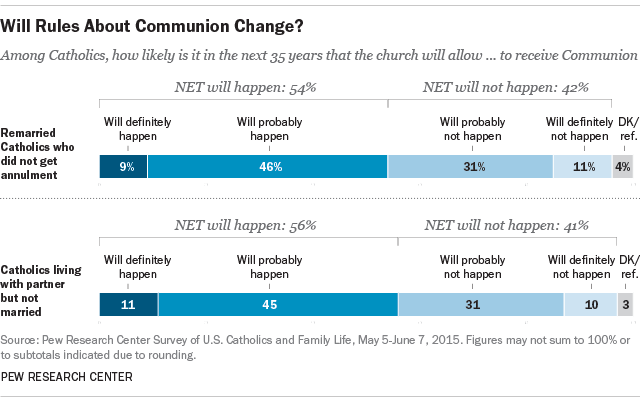 Will Rules About Communion Change?
Among Catholics, how likely is it in the next 35 years that the church will allow ... to receive Communion
NET will happen: 54% NET will not happen: 42%
Remarried
Catholics who
did not get
annulment
Will definitely
happen
Will probably
happen
Will probably
not happen
Will definitely
not happen
DK/
ref.
9% 46% 31% 11% 4%
NET will happen: 56% NET will not happen: 41%
Catholics living
with partner
but not
married
Will definitely
happen
Will probably
happen
Will probably
not happen
Will definitely
not happen
DK/
ref.
11 45 31 10 3
Source: Pew Research Center Survey of U.S. Catholics and Family Life, May 5-June 7, 2015. Figures may not sum to 100% or
to subtotals indicated due to rounding.
PEW RESEARCH CENTER